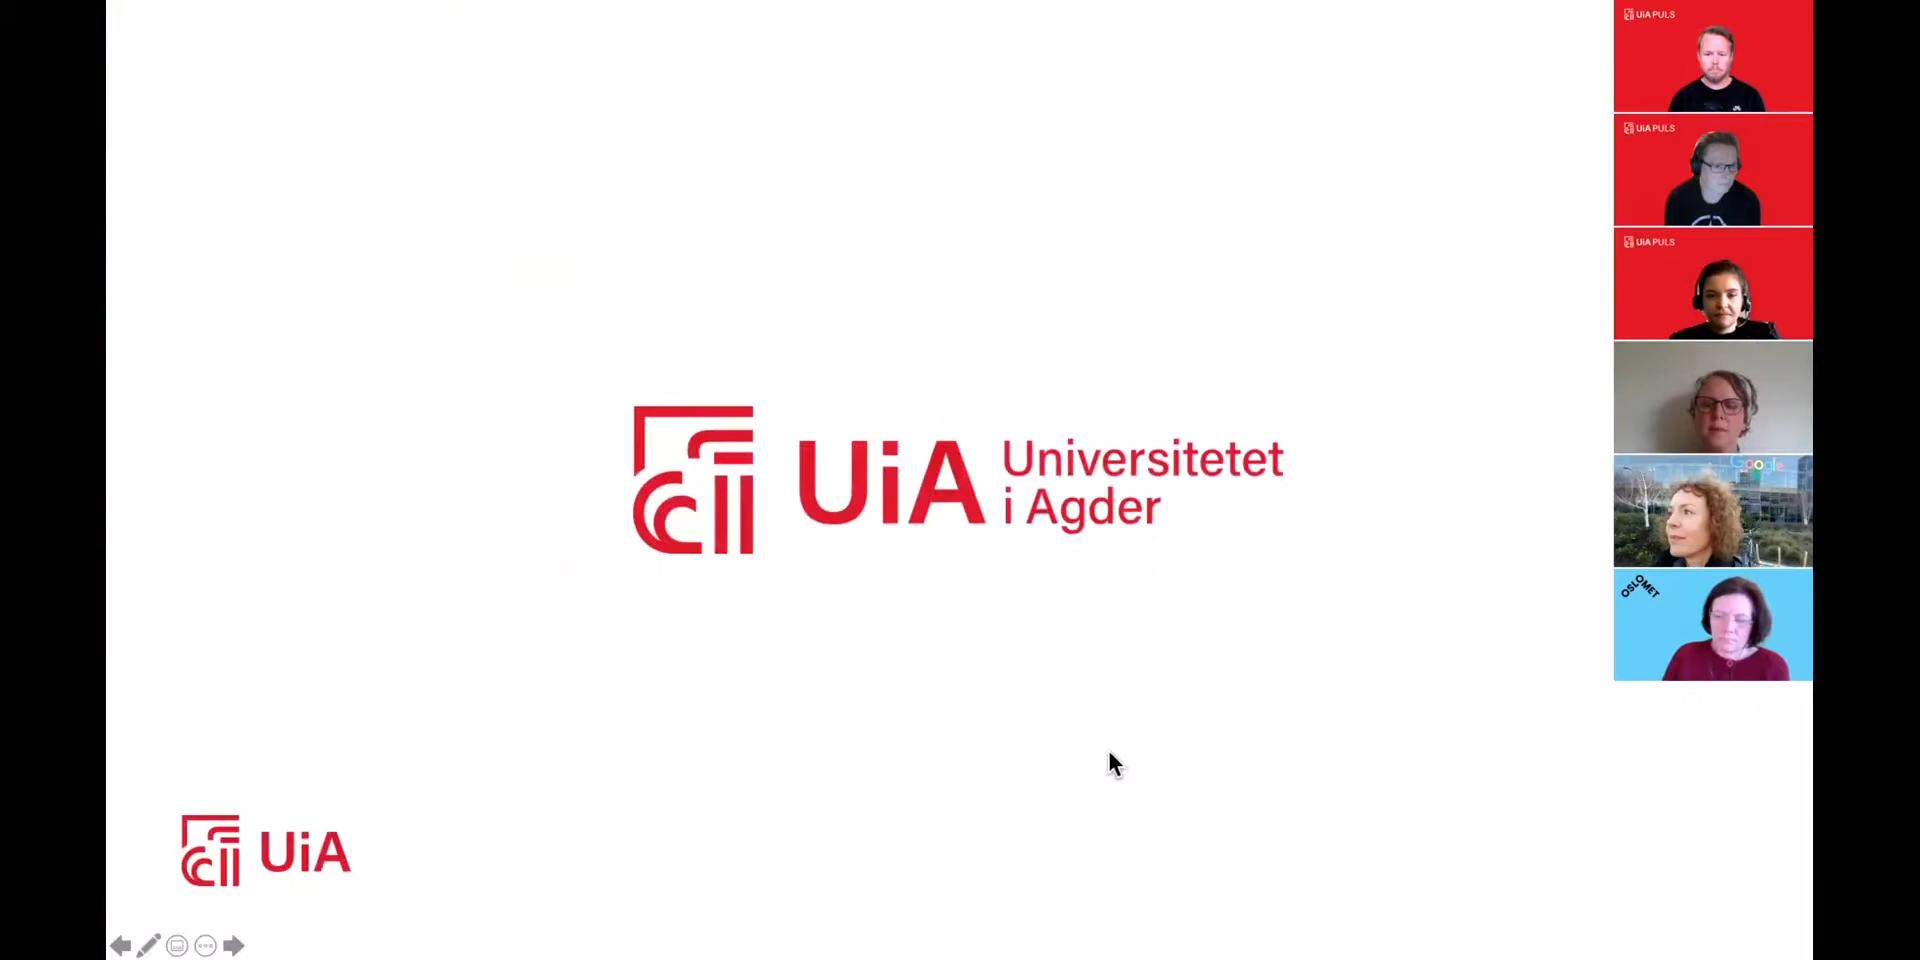 UiA
Universitetet
i Agder
UiA
UiA PULS
UiA PULS
UiA PULS
Google
OSLOMET